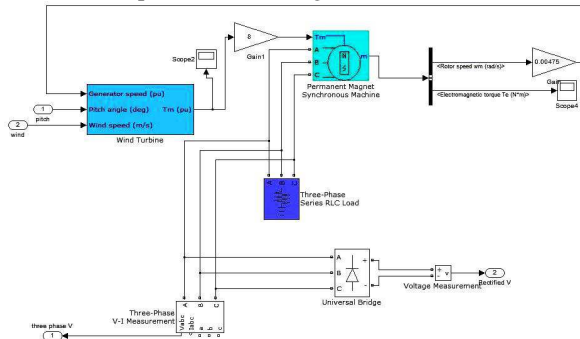 8
Gain1
Scope2
Tm
A
B
C
m
N
S
Permanent Magnet
Synchronous Machine
<Rotor speed wm (rad/s)>
0.00475
Gain
<Electromagnetic torque Te (N*m)>
Scope4
Generator speed (pu)
Pitch angle (deg)
Tm (pu)
Wind speed (m/s)
Wind Turbine
1
pitch
2
wind
A
B
C
Three-Phase
Series RLC Load
A
B
C
+
-
Universal Bridge
+
-
v
Voltage Measurement
2
Rectified V
A
B
C
Vabc
Iabc
a
b
c
Three-Phase
V-I Measurement
three phase V
1